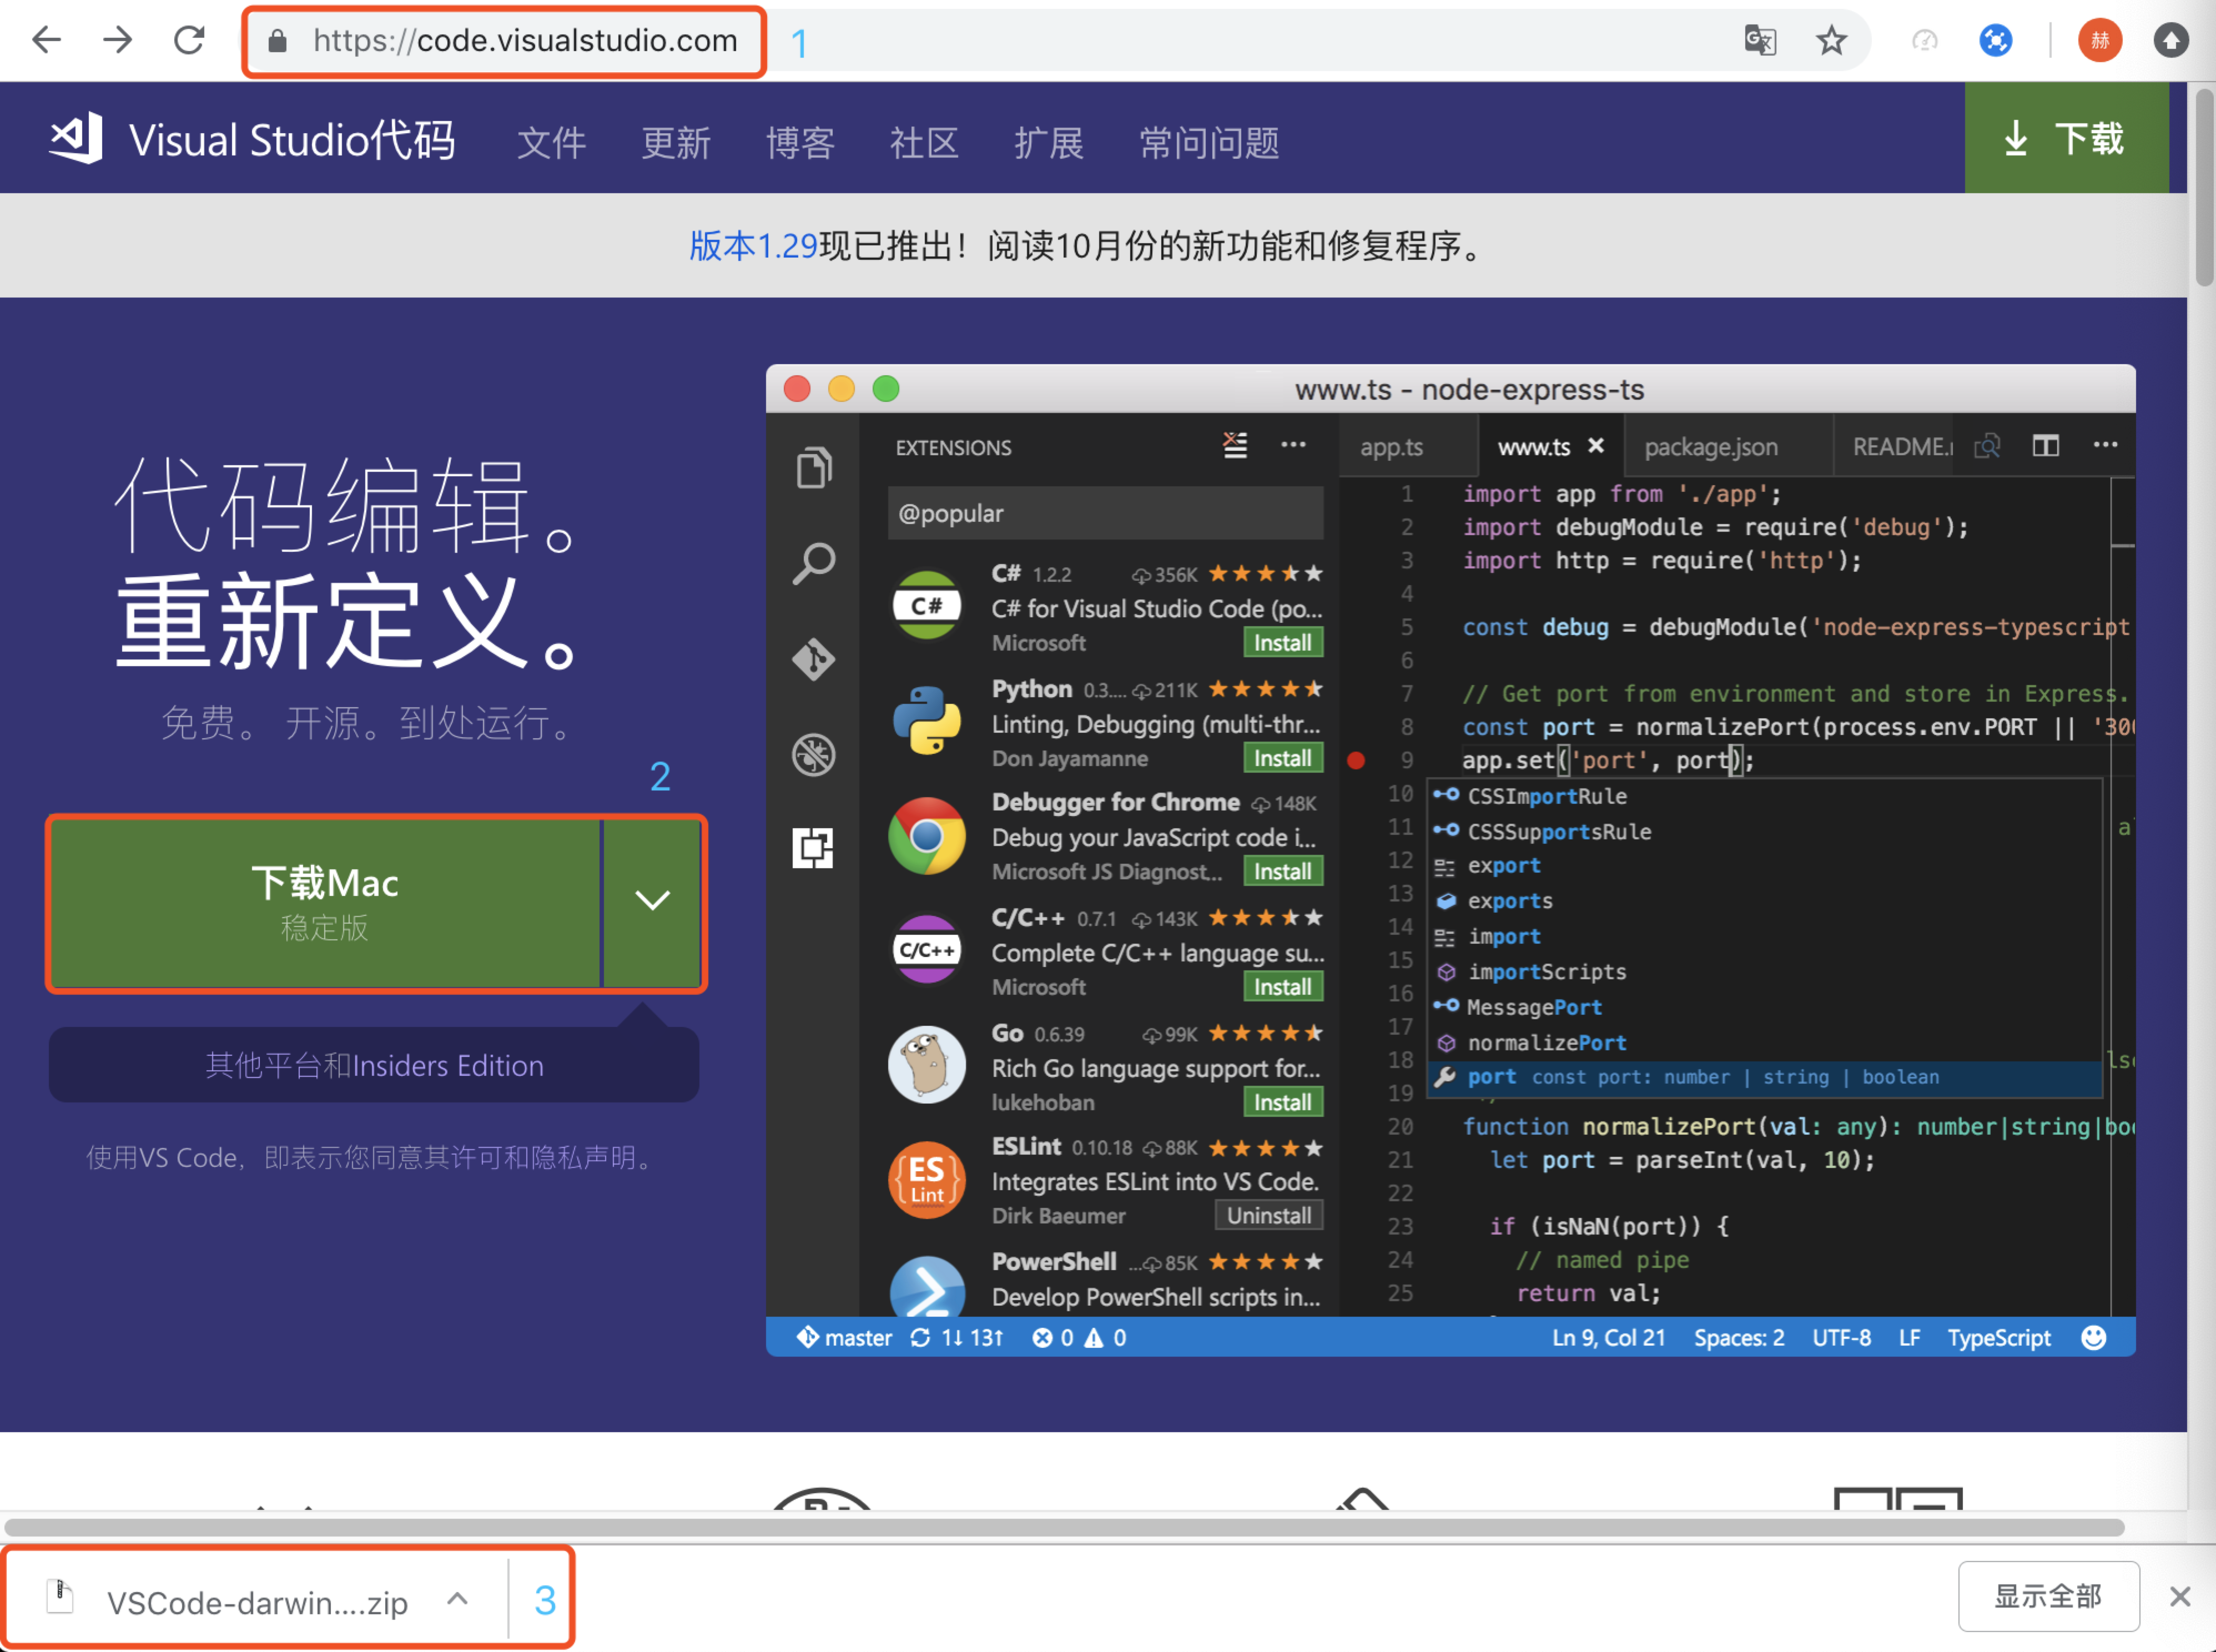 https://code.visualstudio.com 1
赫
Visual Studio代码 文件 更新 博客 社区 扩展 常问问题 下载
版本1.29现已推出！阅读10月份的新功能和修复程序。
代码编辑。
重新定义。
免费。 开源。到处运行。
2
下载Mac
稳定版
其他平台和Insiders Edition
使用VS Code，即表示您同意其许可和隐私声明。
www.ts - node-express-ts
EXTENSIONS
@popular
C# 1.2.2 356K
C# for Visual Studio Code (po...
Microsoft Install
C#
Python 0.3.... 211K
Linting, Debugging (multi-thr...
Don Jayamanne Install
Debugger for Chrome 148K
Debug your JavaScript code i...
Microsoft JS Diagnost... Install
C/C++ 0.7.1 143K
Complete C/C++ language su...
Microsoft Install
C/C++
Go 0.6.39 99K
Rich Go language support for...
lukehoban Install
ESLint 0.10.18 88K
Integrates ESLint into VS Code.
Dirk Baeumer Uninstall
{ES
Lint}
PowerShell ... 85K
Develop PowerShell scripts in...
app.ts www.ts package.json README.
1 import app from './app';
2 import debugModule = require('debug');
3 import http = require('http');
4
5 const debug = debugModule('node-express-typescript
6
7 // Get port from environment and store in Express.
8 const port = normalizePort(process.env.PORT || '300
9 app.set('port', port);
10 CSSImportRule
11 CSSSupportsRule
12 export
13 exports
14 import
15 importScripts
16 MessagePort
17 normalizePort
18 port const port: number | string | boolean
19
20 function normalizePort(val: any): number|string|boo
21 let port = parseInt(val, 10);
22
23 if (isNaN(port)) {
24 // named pipe
25 return val;
master 1↓ 13↑ 0 0 Ln 9, Col 21 Spaces: 2 UTF-8 LF TypeScript
VSCode-darwin....zip 3 显示全部